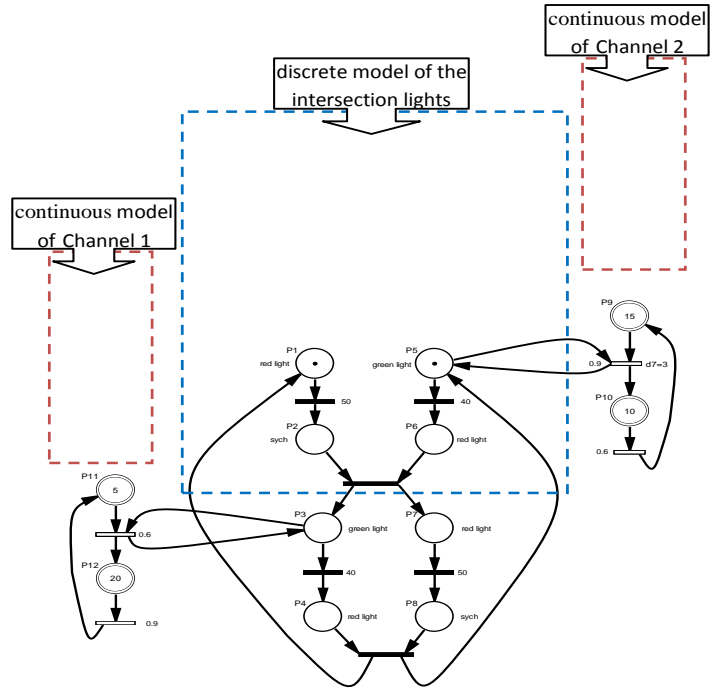 continuous model
of Channel 2
discrete model of the
intersection lights
continuous model
of Channel 1
P9
15
P1
P5
red light
green light
0.9
d7=3
50
40
P10
10
P2
P6
sych
red light
0.6
P11
5
P3
P7
green light
red light
0.6
P12
20
40
50
P4
P8
red light
sych
0.9